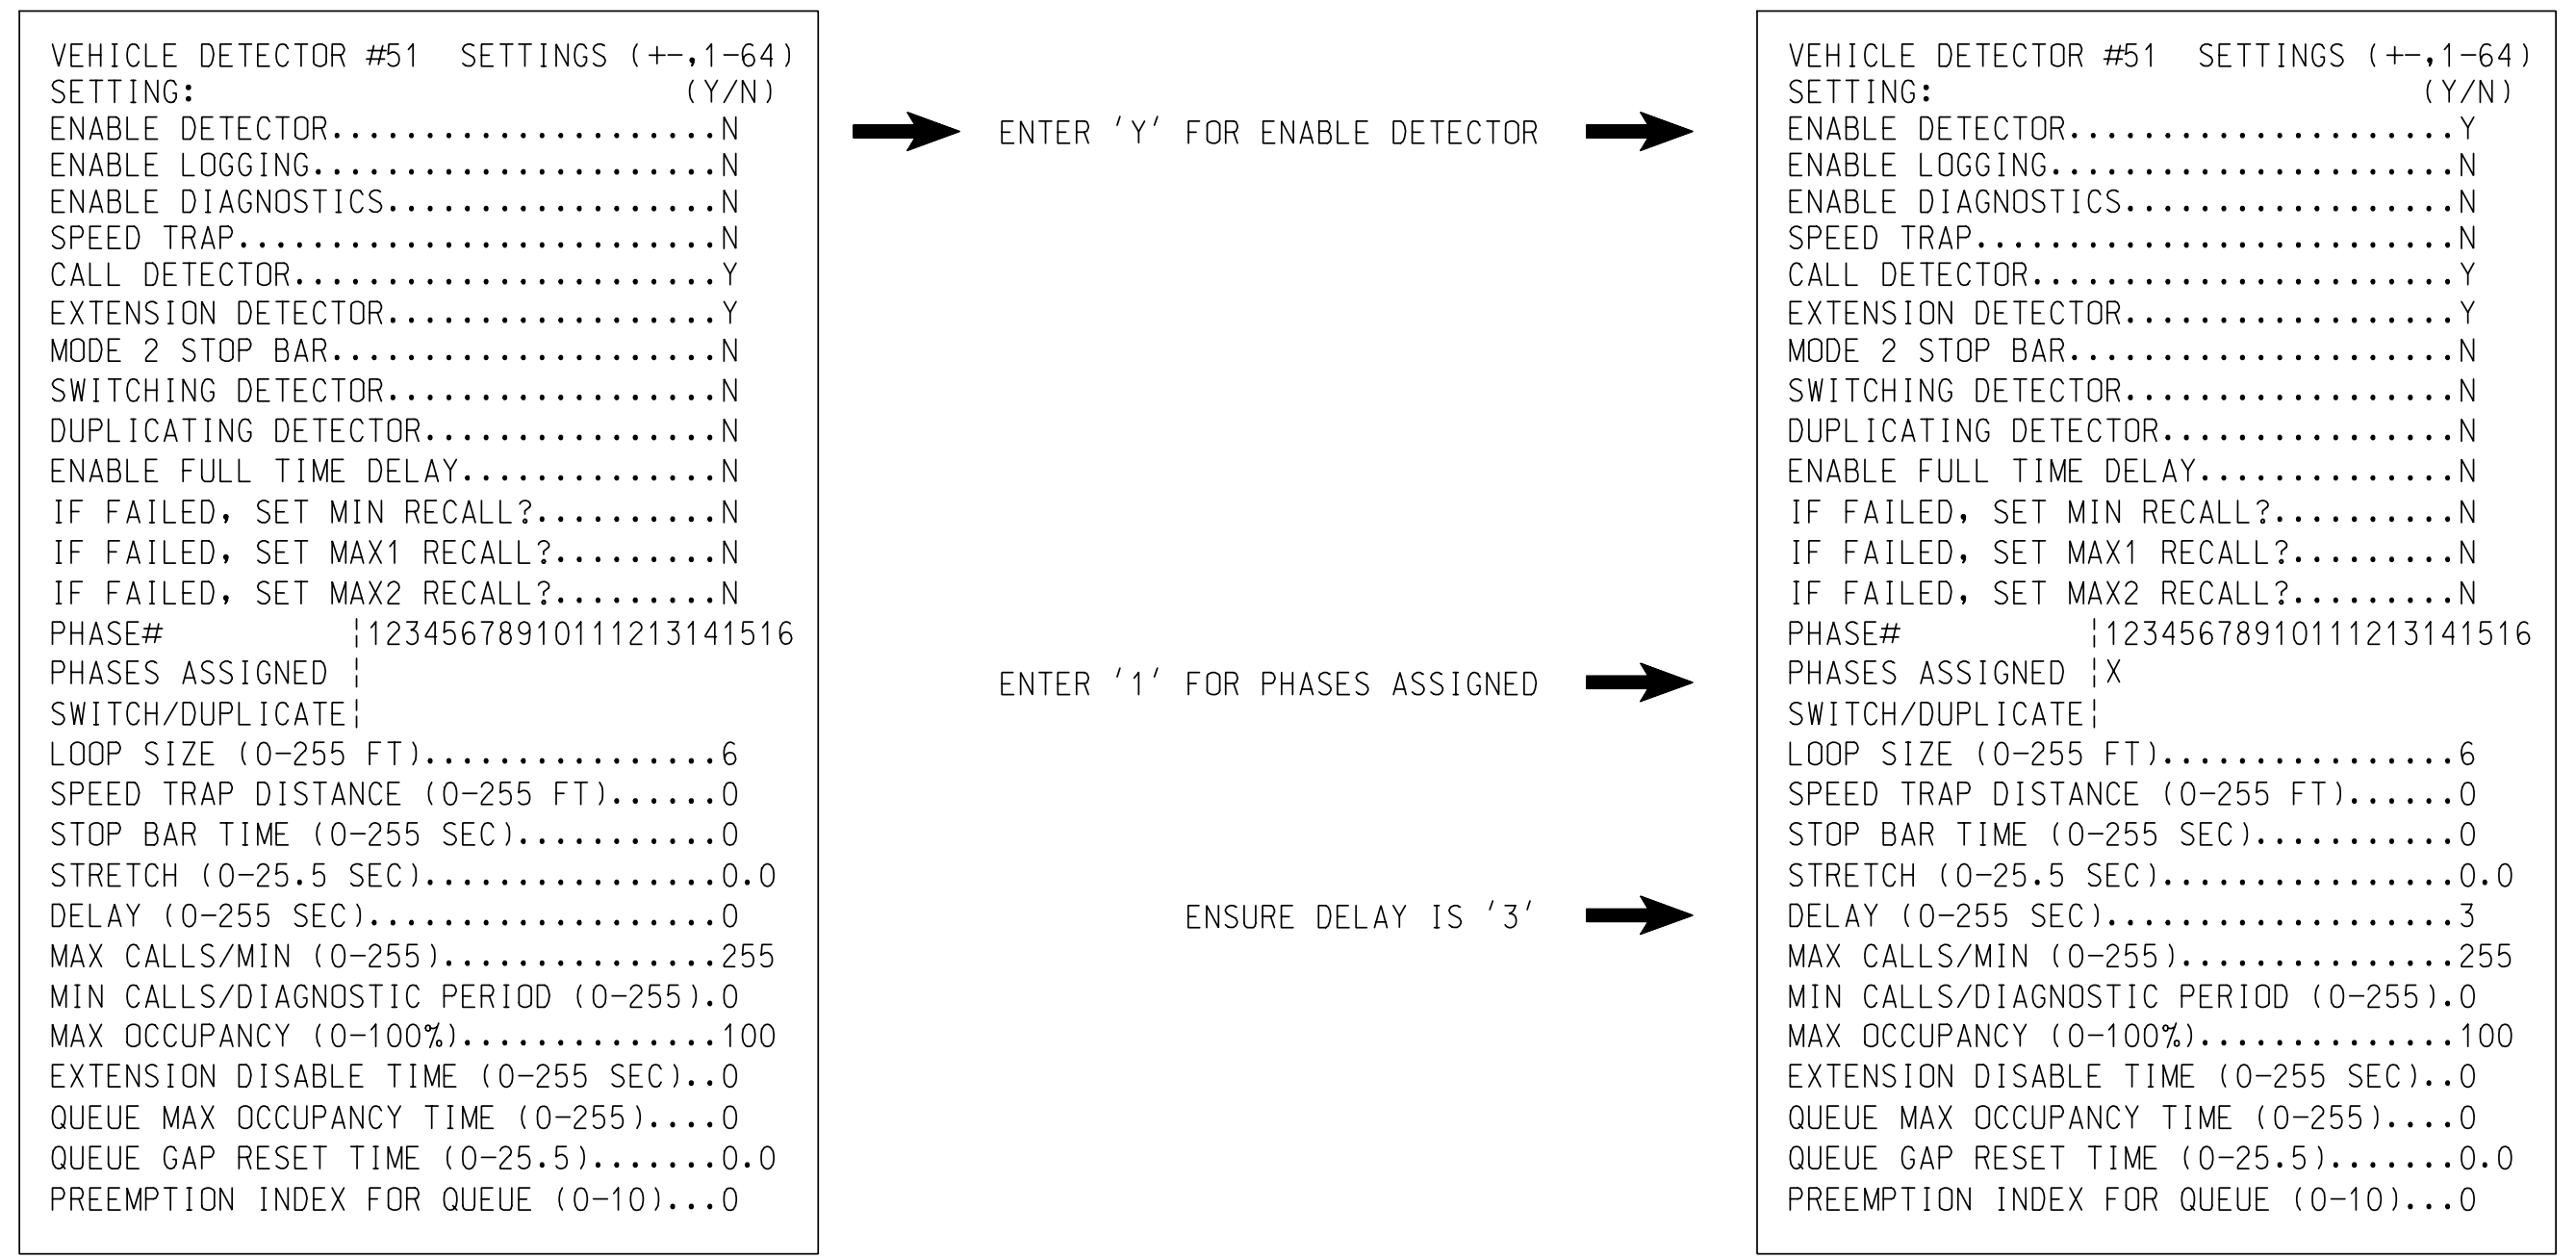 VEHICLE DETECTOR #51  SETTINGS (+-,1-64)
SETTING:                          (Y/N)
ENABLE DETECTOR.....................N
ENABLE LOGGING......................N
ENABLE DIAGNOSTICS..................N
SPEED TRAP..........................N
CALL DETECTOR.......................Y
EXTENSION DETECTOR..................Y
MODE 2 STOP BAR.....................N
SWITCHING DETECTOR..................N
DUPLICATING DETECTOR................N
ENABLE FULL TIME DELAY..............N
IF FAILED, SET MIN RECALL?..........N
IF FAILED, SET MAX1 RECALL?.........N
IF FAILED, SET MAX2 RECALL?.........N
PHASE#          ¦12345678910111213141516
PHASES ASSIGNED ¦
SWITCH/DUPLICATE¦
LOOP SIZE (0-255 FT)................6
SPEED TRAP DISTANCE (0-255 FT)......0
STOP BAR TIME (0-255 SEC)...........0
STRETCH (0-25.5 SEC)................0.0
DELAY (0-255 SEC)...................0
MAX CALLS/MIN (0-255)...............255
MIN CALLS/DIAGNOSTIC PERIOD (0-255).0
MAX OCCUPANCY (0-100%)..............100
EXTENSION DISABLE TIME (0-255 SEC)..0
QUEUE MAX OCCUPANCY TIME (0-255)....0
QUEUE GAP RESET TIME (0-25.5).......0.0
PREEMPTION INDEX FOR QUEUE (0-10)...0
ENTER 'Y' FOR ENABLE DETECTOR
ENTER '1' FOR PHASES ASSIGNED
ENSURE DELAY IS '3'
VEHICLE DETECTOR #51  SETTINGS (+-,1-64)
SETTING:                          (Y/N)
ENABLE DETECTOR.....................Y
ENABLE LOGGING......................N
ENABLE DIAGNOSTICS..................N
SPEED TRAP..........................N
CALL DETECTOR.......................Y
EXTENSION DETECTOR..................Y
MODE 2 STOP BAR.....................N
SWITCHING DETECTOR..................N
DUPLICATING DETECTOR................N
ENABLE FULL TIME DELAY..............N
IF FAILED, SET MIN RECALL?..........N
IF FAILED, SET MAX1 RECALL?.........N
IF FAILED, SET MAX2 RECALL?.........N
PHASE#          ¦12345678910111213141516
PHASES ASSIGNED ¦X
SWITCH/DUPLICATE¦
LOOP SIZE (0-255 FT)................6
SPEED TRAP DISTANCE (0-255 FT)......0
STOP BAR TIME (0-255 SEC)...........0
STRETCH (0-25.5 SEC)................0.0
DELAY (0-255 SEC)...................3
MAX CALLS/MIN (0-255)...............255
MIN CALLS/DIAGNOSTIC PERIOD (0-255).0
MAX OCCUPANCY (0-100%)..............100
EXTENSION DISABLE TIME (0-255 SEC)..0
QUEUE MAX OCCUPANCY TIME (0-255)....0
QUEUE GAP RESET TIME (0-25.5).......0.0
PREEMPTION INDEX FOR QUEUE (0-10)...0